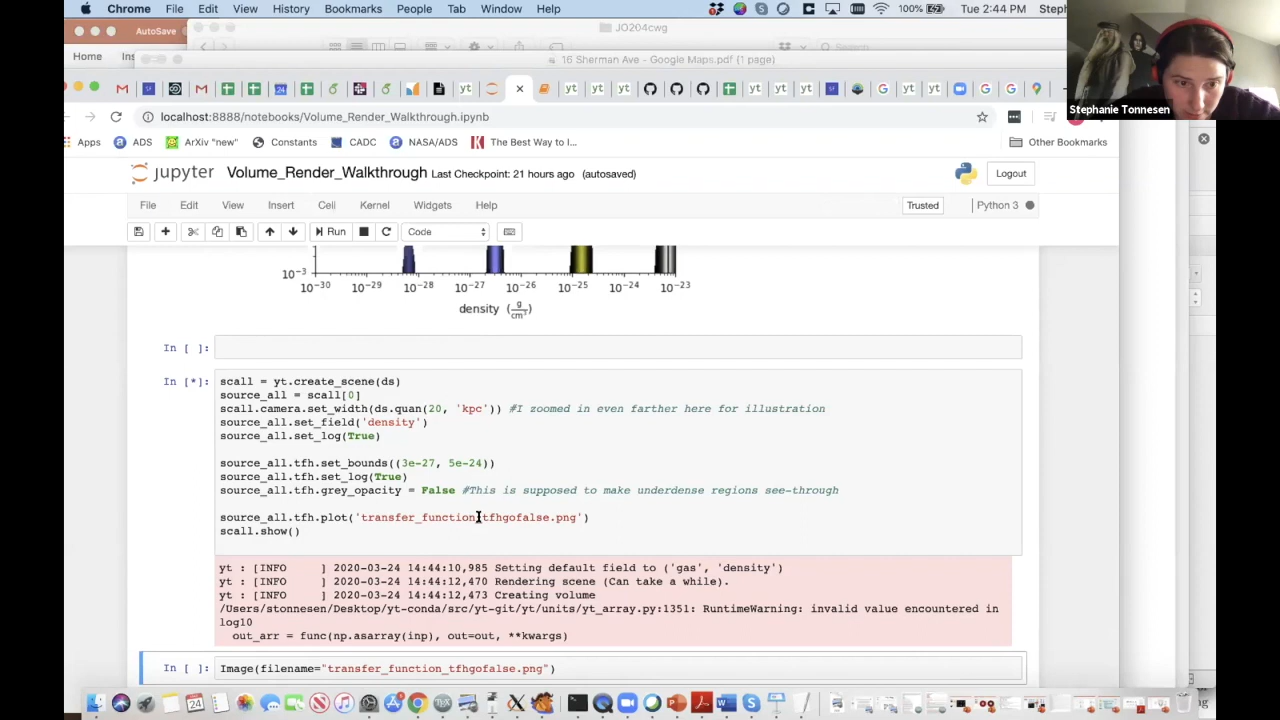 Chrome File Edit View History Bookmarks People Tab Window Help 100% Tue 2:44 PM Steph
AutoSave
JO204cwg
Home Ins
Search
16 Sherman Ave - Google Maps.pdf (1 page)
Stephanie Tonnesen
localhost:8888/notebooks/Volume_Render_Walkthrough.ipynb
Apps ADS ArXiv "new" Constants CADC NASA/ADS The Best Way to I... Other Bookmarks
jupyter Volume_Render_Walkthrough Last Checkpoint: 21 hours ago (autosaved) Logout
File Edit View Insert Cell Kernel Widgets Help Trusted Python 3
Run Code
10⁻³
10⁻³⁰ 10⁻²⁹ 10⁻²⁸ 10⁻²⁷ 10⁻²⁶ 10⁻²⁵ 10⁻²⁴ 10⁻²³
density (g/cm³)
In [ ]:
In [*]: scall = yt.create_scene(ds)
source_all = scall[0]
scall.camera.set_width(ds.quan(20, 'kpc')) #I zoomed in even farther here for illustration
source_all.set_field('density')
source_all.set_log(True)
source_all.tfh.set_bounds((3e-27, 5e-24))
source_all.tfh.set_log(True)
source_all.tfh.grey_opacity = False #This is supposed to make underdense regions see-through
source_all.tfh.plot('transfer_function_tfhgofalse.png')
scall.show()
yt : [INFO ] 2020-03-24 14:44:10,985 Setting default field to ('gas', 'density')
yt : [INFO ] 2020-03-24 14:44:12,470 Rendering scene (Can take a while).
yt : [INFO ] 2020-03-24 14:44:12,473 Creating volume
/Users/stonnesen/Desktop/yt-conda/src/yt-git/yt/units/yt_array.py:1351: RuntimeWarning: invalid value encountered in
log10
out_arr = func(np.asarray(inp), out=out, **kwargs)
In [ ]: Image(filename="transfer_function_tfhgofalse.png")